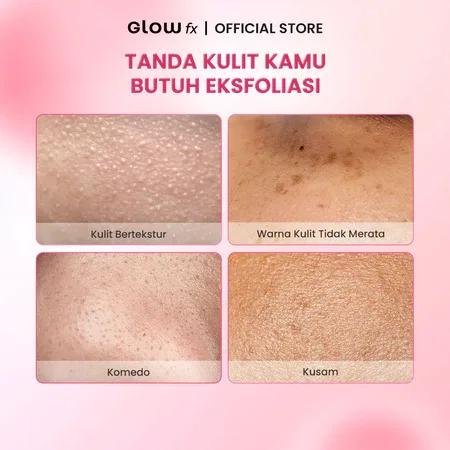 GLOW fx | OFFICIAL STORE
TANDA KULIT KAMU
BUTUH EKSFOLIASI
Kulit Bertekstur
Warna Kulit Tidak Merata
Komedo
Kusam